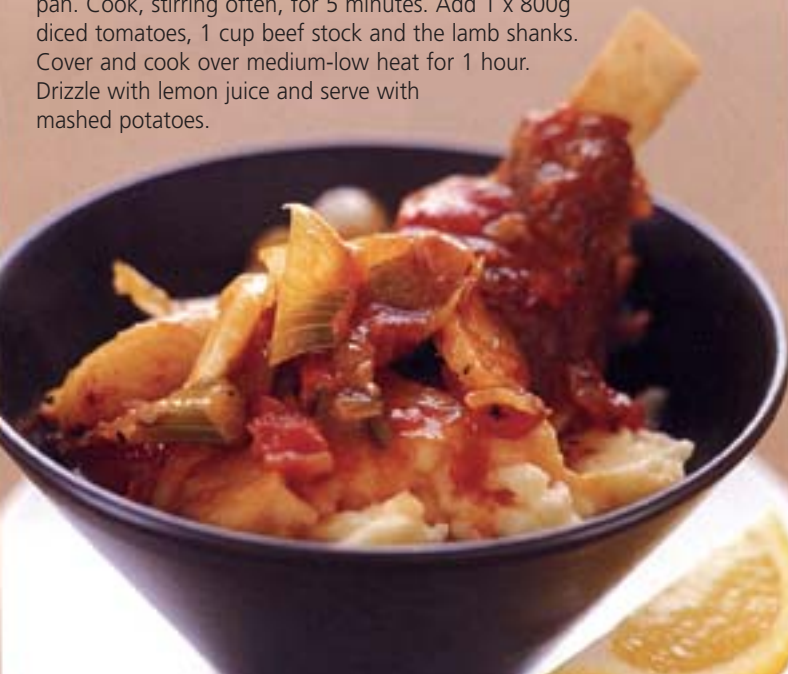 pan. Cook, stirring often, for 5 minutes. Add 1 x 800g
diced tomatoes, 1 cup beef stock and the lamb shanks.
Cover and cook over medium-low heat for 1 hour.
Drizzle with lemon juice and serve with
mashed potatoes.